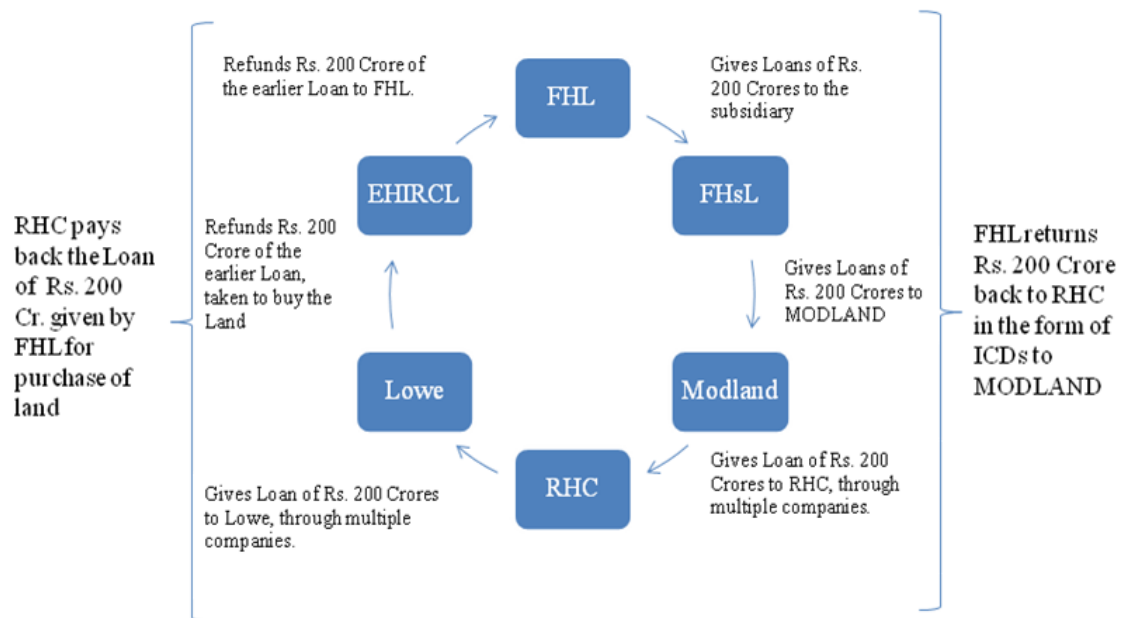 Refunds Rs. 200 Crore of
the earlier Loan to FHL.
FHL
Gives Loans of Rs.
200 Crores to the
subsidiary
EHIRCL
FHsL
RHC pays
back the Loan
of Rs. 200
Cr. given by
FHL for
purchase of
land
Refunds Rs. 200
Crore of the
earlier Loan,
taken to buy the
Land
Gives Loans of
Rs. 200 Crores to
MODLAND
FHL returns
Rs. 200 Crore
back to RHC
in the form of
ICDs to
MODLAND
Lowe
Modland
RHC
Gives Loan of Rs. 200 Crores
to Lowe, through multiple
companies.
Gives Loan of Rs. 200
Crores to RHC, through
multiple companies.